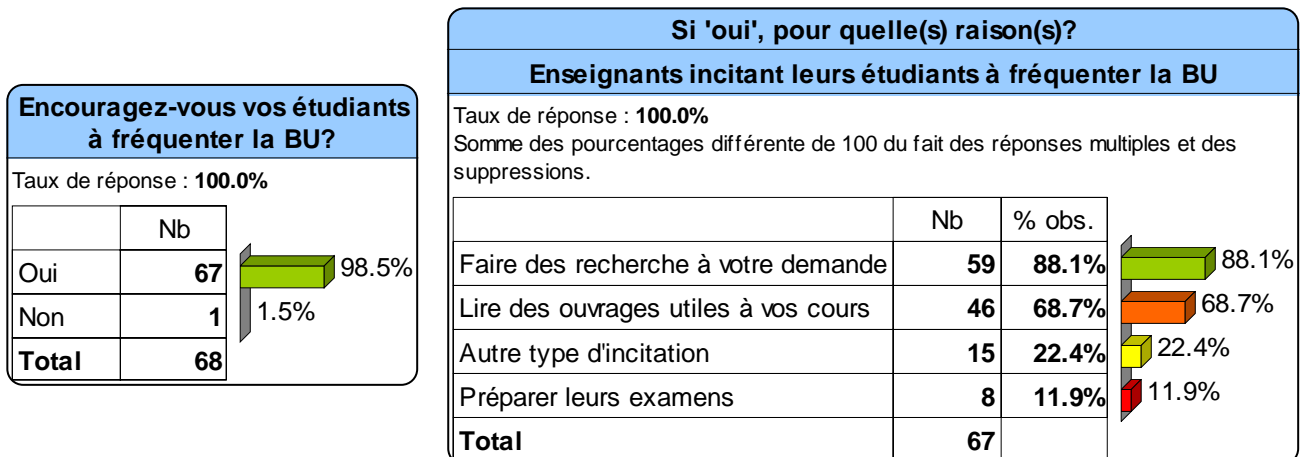 Encouragez-vous vos étudiants
à fréquenter la BU?
Taux de réponse : 100.0%
Nb
Oui 67 98.5%
Non 1 1.5%
Total 68
Si 'oui', pour quelle(s) raison(s)?
Enseignants incitant leurs étudiants à fréquenter la BU
Taux de réponse : 100.0%
Somme des pourcentages différente de 100 du fait des réponses multiples et des
suppressions.
Nb % obs.
Faire des recherche à votre demande 59 88.1% 88.1%
Lire des ouvrages utiles à vos cours 46 68.7% 68.7%
Autre type d'incitation 15 22.4% 22.4%
Préparer leurs examens 8 11.9% 11.9%
Total 67